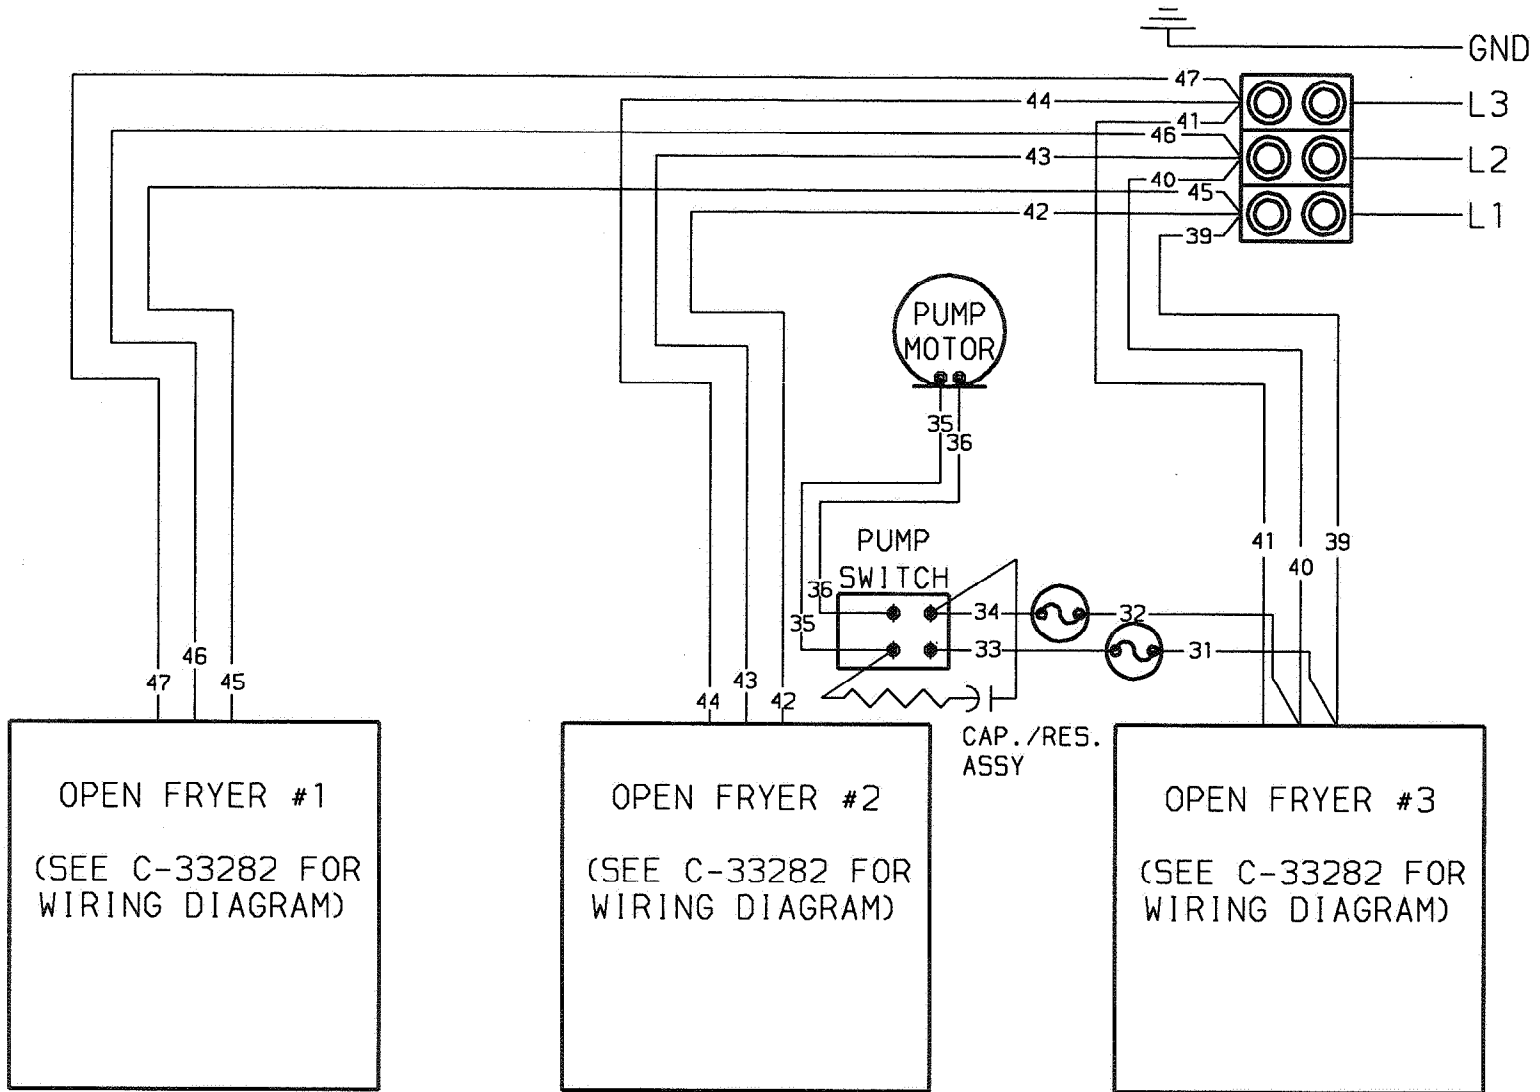 GND
47
44
L3
41
46
43
L2
40
45
42
L1
39
PUMP
MOTOR
35
36
PUMP
SWITCH
41
39
40
36
35
34
32
33
31
46
47
45
43
44
42
CAP./RES.
ASSY
OPEN FRYER #1
(SEE C-33282 FOR
WIRING DIAGRAM)
OPEN FRYER #2
(SEE C-33282 FOR
WIRING DIAGRAM)
OPEN FRYER #3
(SEE C-33282 FOR
WIRING DIAGRAM)